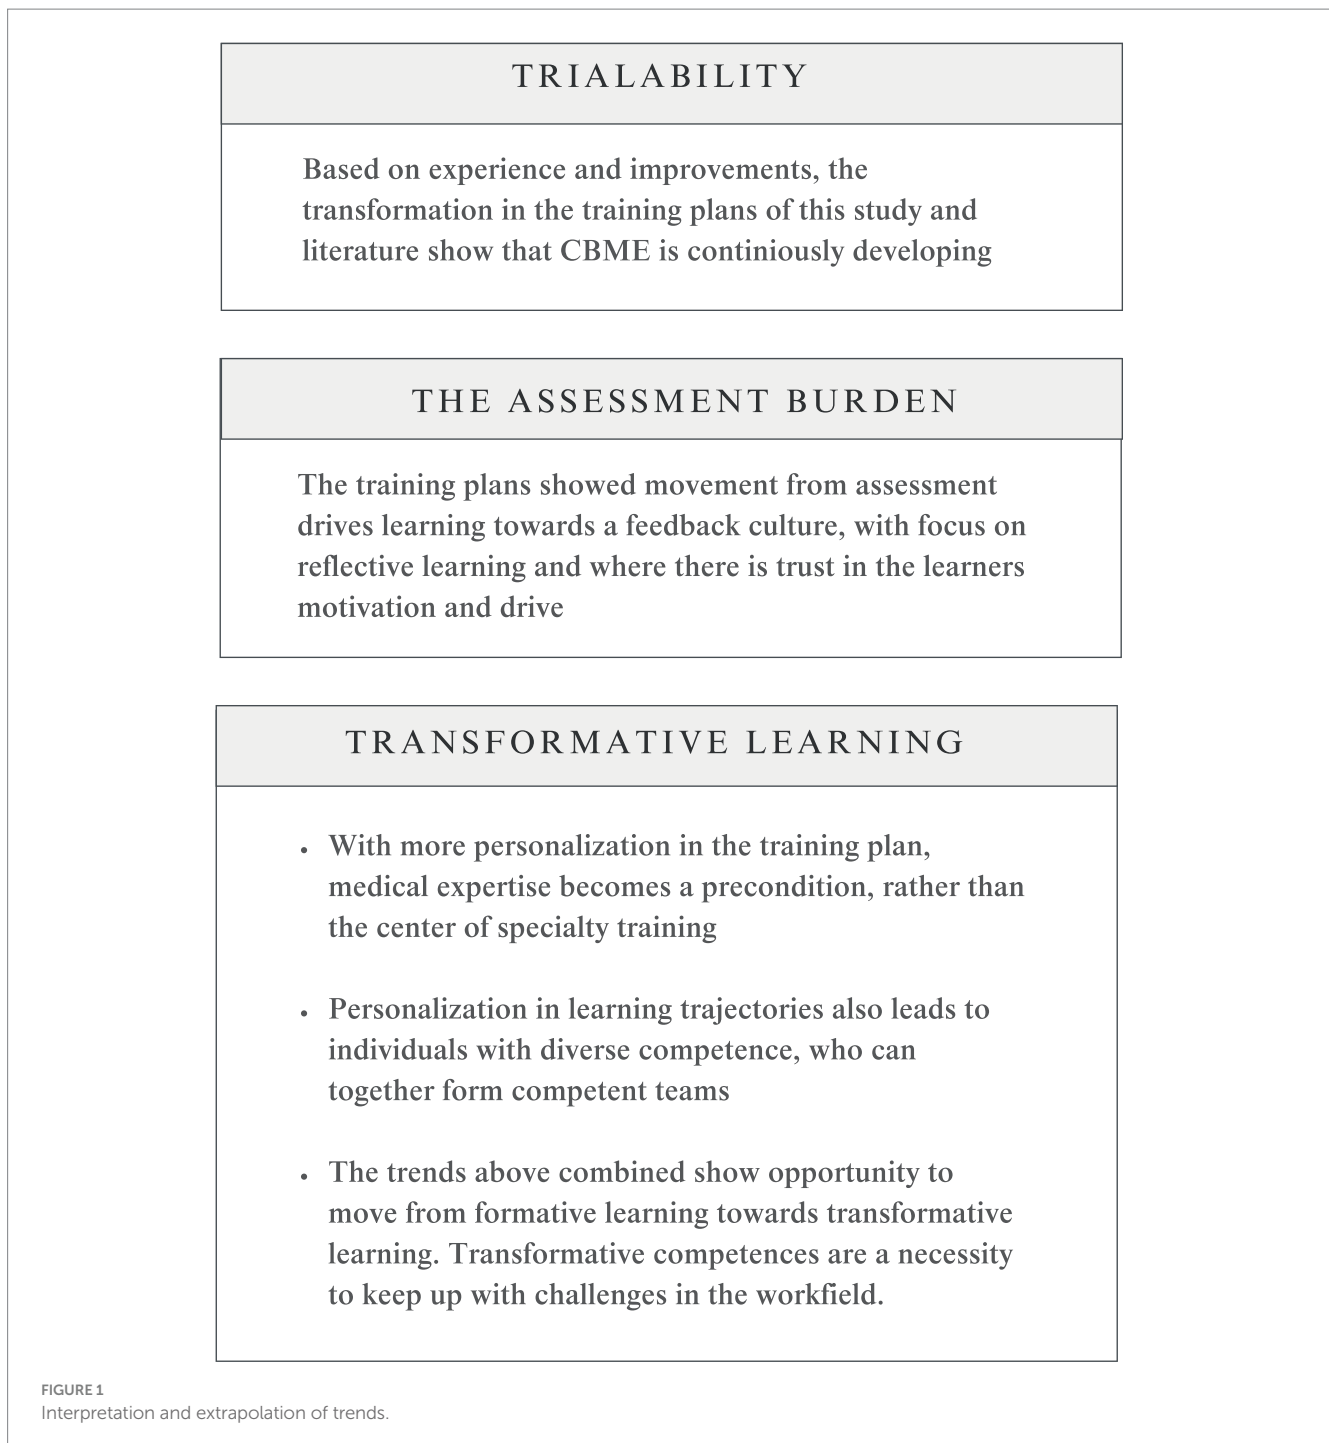 TRIALABILITY
Based on experience and improvements, the
transformation in the training plans of this study and
literature show that CBME is continiously developing
THE ASSESSMENT BURDEN
The training plans showed movement from assessment
drives learning towards a feedback culture, with focus on
reflective learning and where there is trust in the learners
motivation and drive
TRANSFORMATIVE LEARNING
• With more personalization in the training plan,
medical expertise becomes a precondition, rather than
the center of specialty training
• Personalization in learning trajectories also leads to
individuals with diverse competence, who can
together form competent teams
• The trends above combined show opportunity to
move from formative learning towards transformative
learning. Transformative competences are a necessity
to keep up with challenges in the workfield.
FIGURE 1
Interpretation and extrapolation of trends.